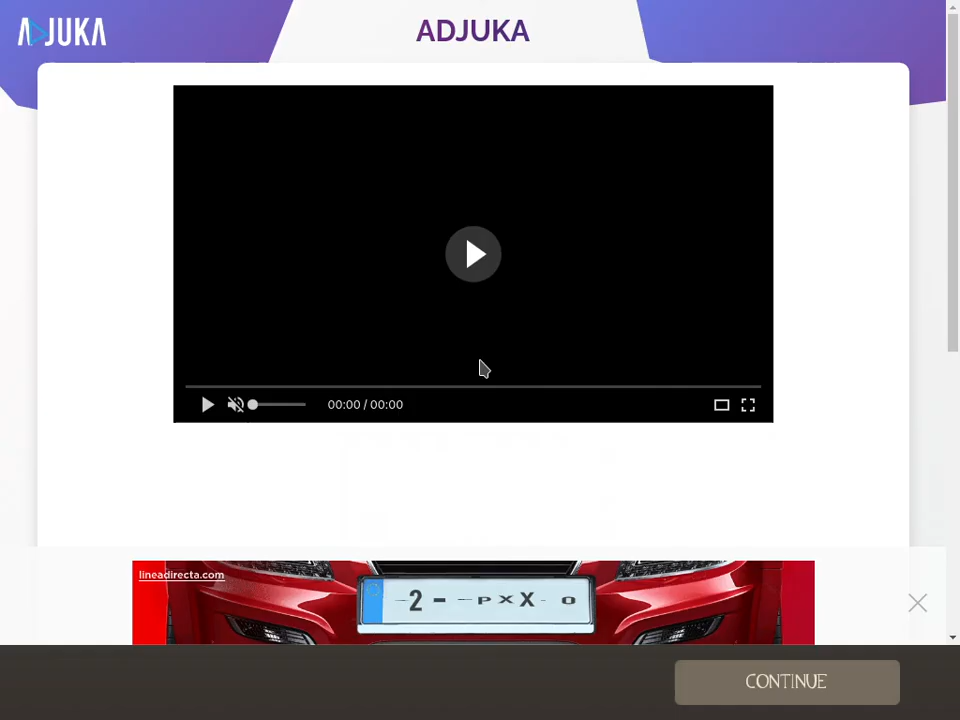 ADJUKA
ADJUKA
00:00 / 00:00
lineadirecta.com
CONTINUE